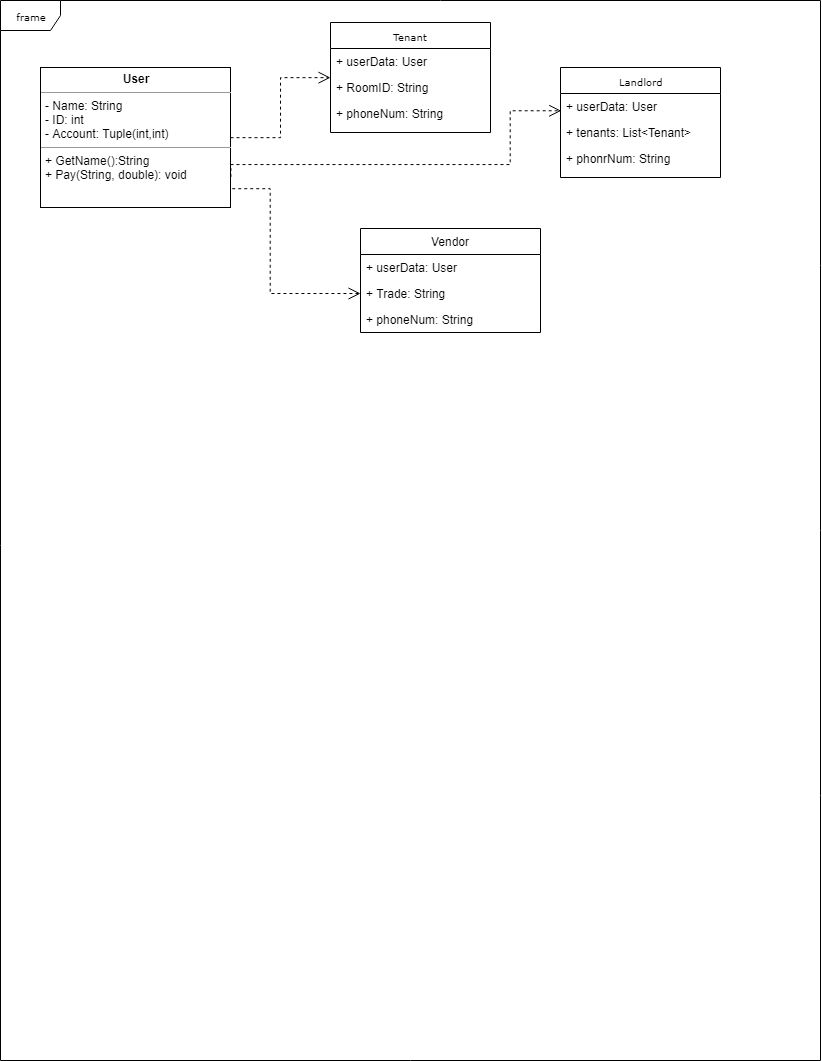 frame
User
- Name: String
- ID: int
- Account: Tuple(int,int)
+ GetName():String
+ Pay(String, double): void
Tenant
+ userData: User
+ RoomID: String
+ phoneNum: String
Landlord
+ userData: User
+ tenants: List<Tenant>
+ phonrNum: String
Vendor
+ userData: User
+ Trade: String
+ phoneNum: String